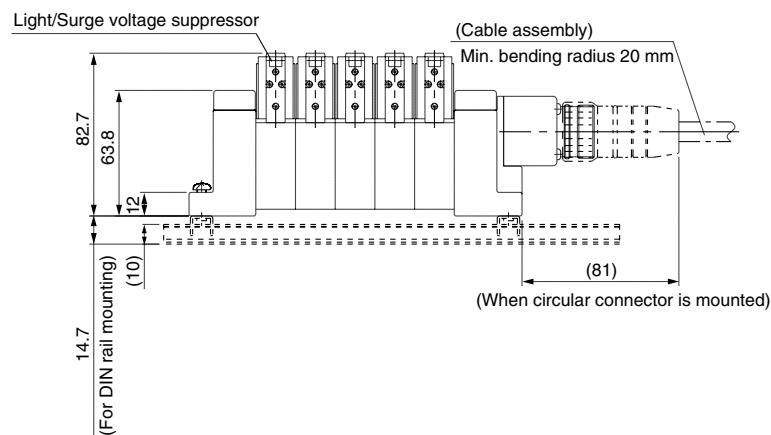 Light/Surge voltage suppressor
(Cable assembly)
Min. bending radius 20 mm
82.7
63.8
12
(81)
(When circular connector is mounted)
(10)
14.7
(For DIN rail mounting)